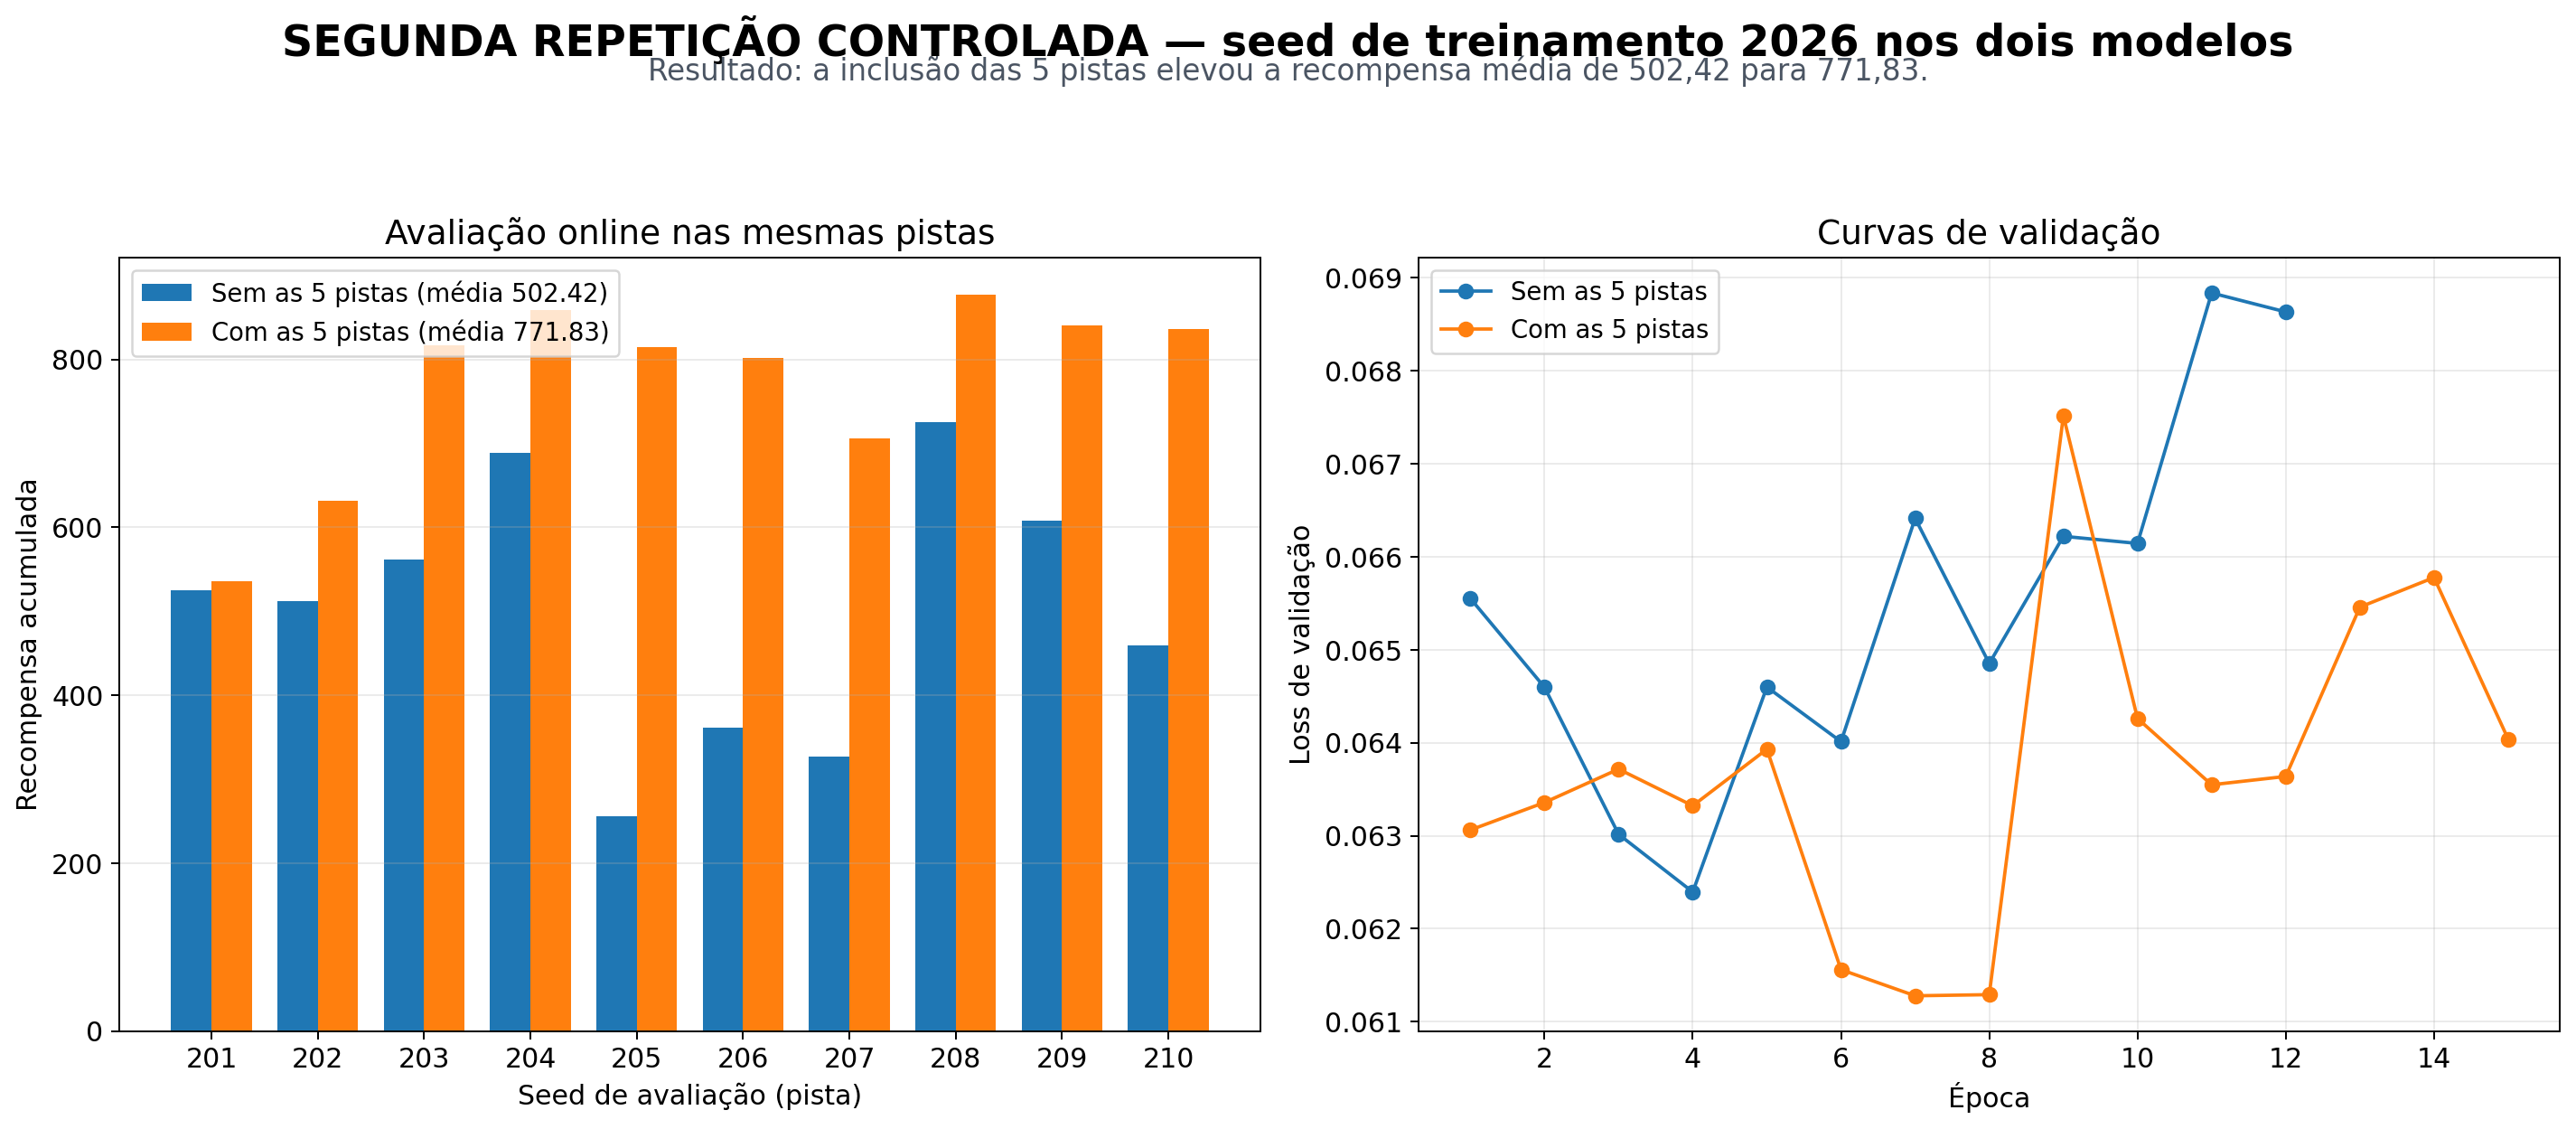 SEGUNDA REPETIÇÃO CONTROLADA — seed de treinamento 2026 nos dois modelos
Resultado: a inclusão das 5 pistas elevou a recompensa média de 502,42 para 771,83.
Avaliação online nas mesmas pistas
Sem as 5 pistas (média 502.42)
Com as 5 pistas (média 771.83)
Recompensa acumulada
800
600
400
200
0
201 202 203 204 205 206 207 208 209 210
Seed de avaliação (pista)
Curvas de validação
Sem as 5 pistas
Com as 5 pistas
Loss de validação
0.069
0.068
0.067
0.066
0.065
0.064
0.063
0.062
0.061
2 4 6 8 10 12 14
Época